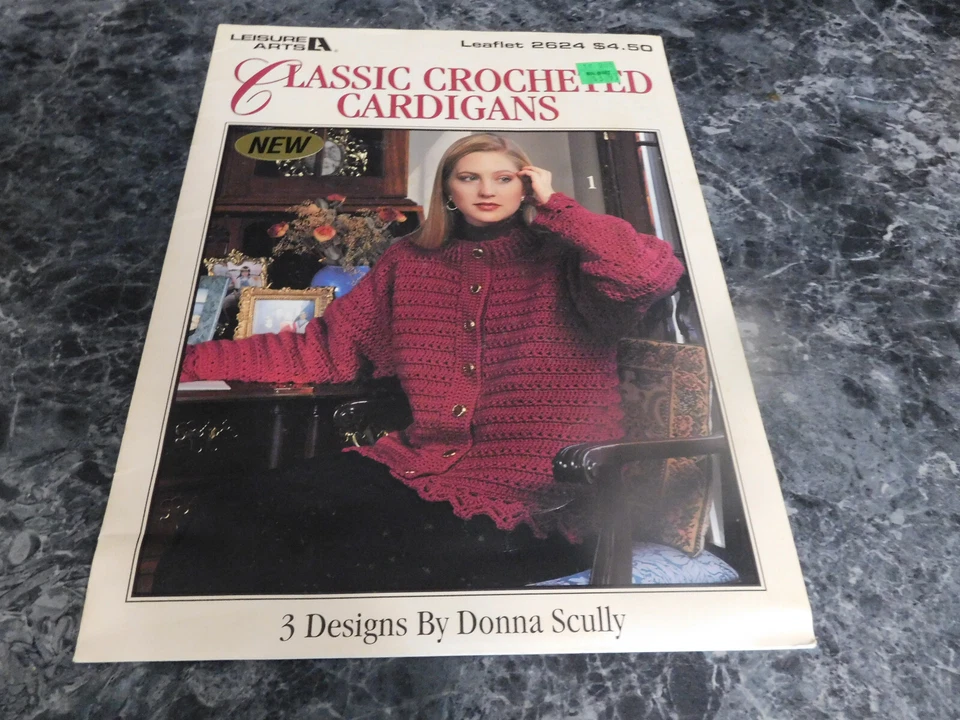 LEISURE
ARTS
Leaflet 2624 $4.50
CLASSIC CROCHETED
CARDIGANS
NEW
1
3 Designs By Donna Scully